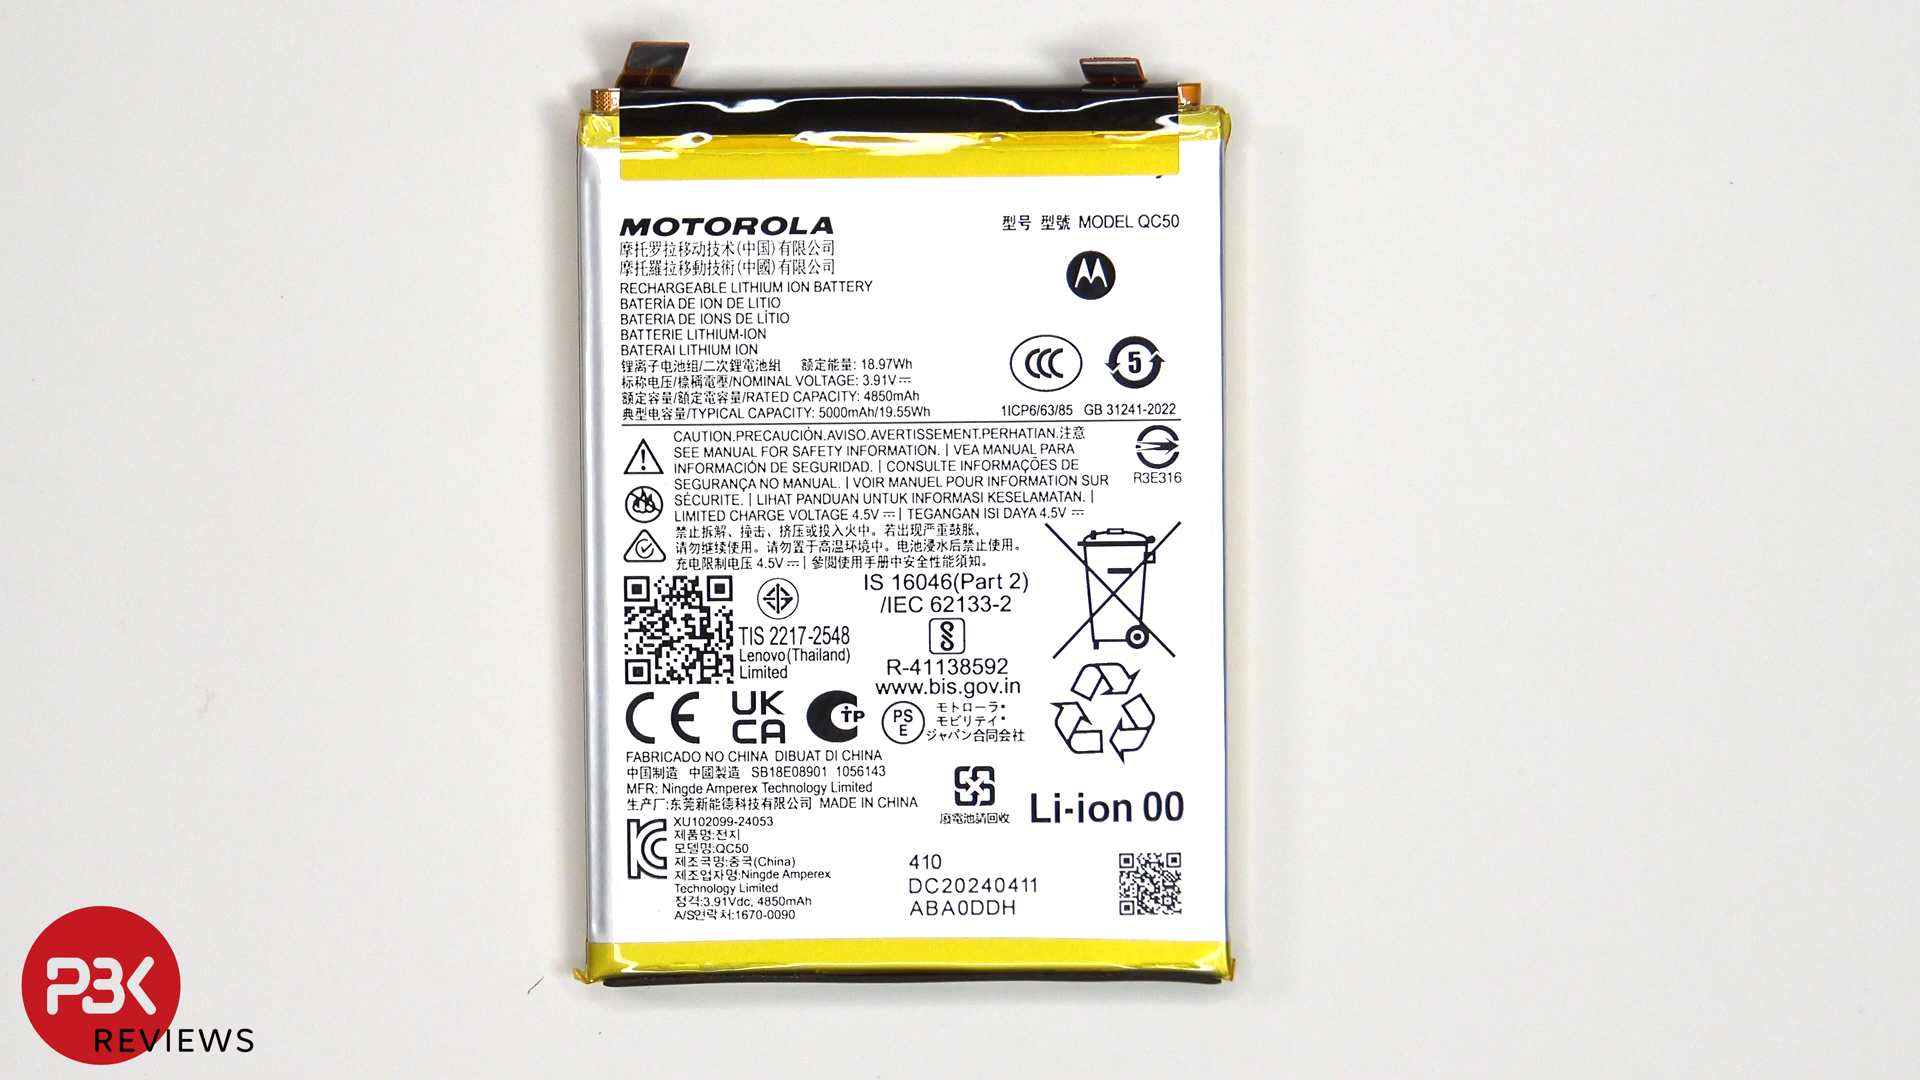 MOTOROLA
摩托罗拉移动技术(中国)有限公司
摩托羅拉移動技術(中國)有限公司
RECHARGEABLE LITHIUM ION BATTERY
BATERÍA DE ION DE LITIO
BATERIA DE IONS DE LÍTIO
BATTERIE LITHIUM-ION
BATERAI LITHIUM ION
锂离子电池组/二次鋰電池組 额定能量: 18.97Wh
标称电压/標稱電壓/NOMINAL VOLTAGE: 3.91V⎓
额定容量/額定電容量/RATED CAPACITY: 4850mAh
典型电容量/TYPICAL CAPACITY: 5000mAh/19.55Wh
型号 型號 MODEL QC50
CCC
5
1ICP6/63/85 GB 31241-2022
CAUTION.PRECAUCIÓN.AVISO.AVERTISSEMENT.PERHATIAN.注意
SEE MANUAL FOR SAFETY INFORMATION. | VEA MANUAL PARA
INFORMACIÓN DE SEGURIDAD. | CONSULTE INFORMAÇÕES DE
SEGURANÇA NO MANUAL. | VOIR MANUEL POUR INFORMATION SUR
SÉCURITE. | LIHAT PANDUAN UNTUK INFORMASI KESELAMATAN. |
LIMITED CHARGE VOLTAGE 4.5V ⎓ | TEGANGAN ISI DAYA 4.5V ⎓
禁止拆解、撞击、挤压或投入火中。若出现严重鼓胀,
请勿继续使用。请勿置于高温环境中。电池浸水后禁止使用。
充电限制电压 4.5V ⎓ | 參閱使用手册中安全性能須知。
R3E316
TIS 2217-2548
Lenovo(Thailand)
Limited
IS 16046(Part 2)
/IEC 62133-2
R-41138592
www.bis.gov.in
CE
UK
CA
PS
E
モトローラ・
モビリティ・
ジャパン合同会社
FABRICADO NO CHINA DIBUAT DI CHINA
中国制造 中國製造 SB18E08901 1056143
MFR: Ningde Amperex Technology Limited
生产厂:东莞新能德科技有限公司 MADE IN CHINA
廢電池請回收
Li-ion 00
XU102099-24053
제품명:전지
모델명:QC50
제조국명:중국(China)
제조업자명:Ningde Amperex
Technology Limited
정격:3.91Vdc, 4850mAh
A/S연락처:1670-0090
410
DC20240411
ABA0DDH
PBK
REVIEWS